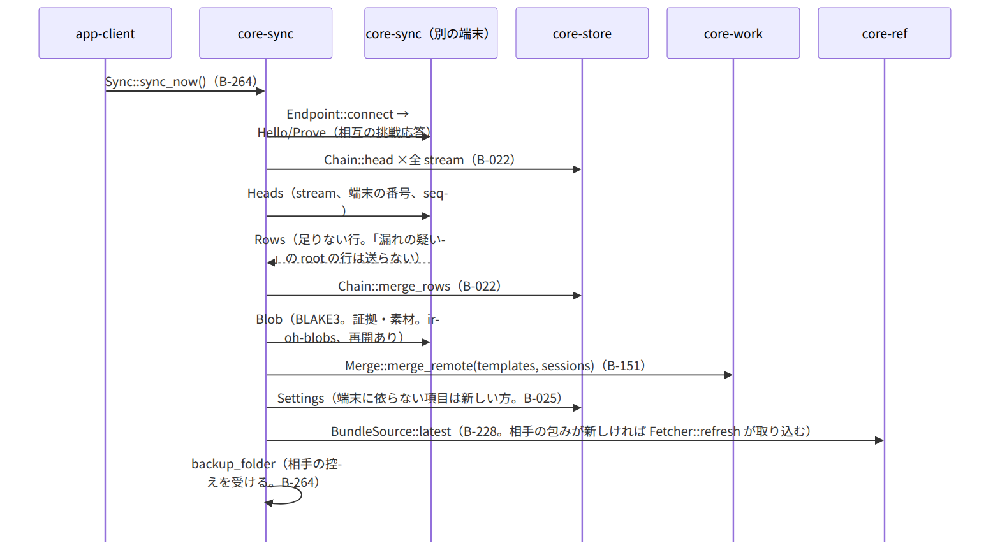 app-client
core-sync
core-sync（別の端末）
core-store
core-work
core-ref
Sync::sync_now()（B-264）
Endpoint::connect →
Hello/Prove（相互の挑戦応答）
Chain::head ×全 stream（B-022）
Heads（stream、端末の番号、seq-
）
Rows（足りない行。「漏れの疑い-
」の root の行は送らない）
Chain::merge_rows（B-022）
Blob（BLAKE3。証拠・素材。ir-
oh-blobs、再開あり）
Merge::merge_remote(templates, sessions)（B-151）
Settings（端末に依らない項目は新しい方。B-025）
BundleSource::latest（B-228。相手の包みが新しければ Fetcher::refresh が取り込む）
backup_folder（相手の控-
えを受ける。B-264）